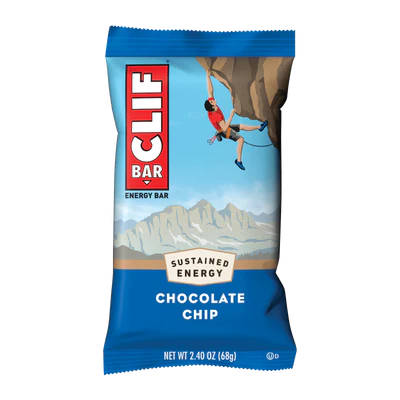 CLIF
BAR
ENERGY BAR
SUSTAINED
ENERGY
CHOCOLATE
CHIP
NET WT 2.40 OZ (68g)
U D